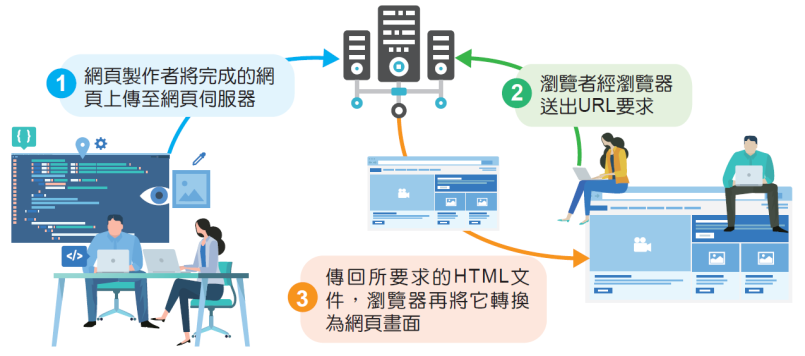 1
網頁製作者將完成的網
頁上傳至網頁伺服器
2
瀏覽者經瀏覽器
送出URL要求
{ }
</>
3
傳回所要求的HTML文
件，瀏覽器再將它轉換
為網頁畫面